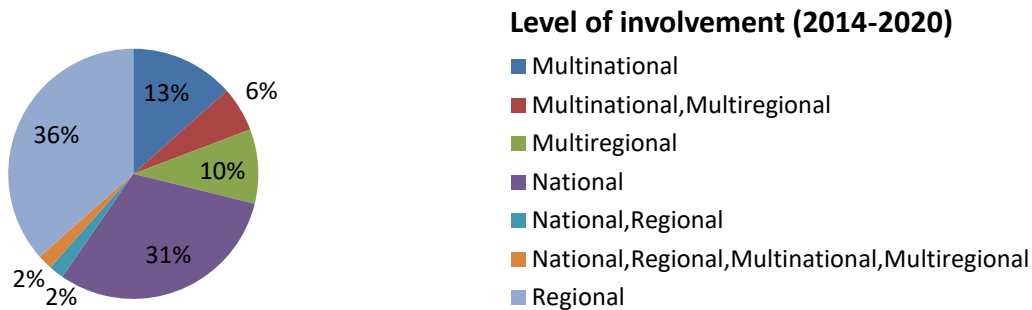 Level of involvement (2014-2020)
Multinational
Multinational,Multiregional
Multiregional
National
National,Regional
National,Regional,Multinational,Multiregional
Regional
13%
6%
10%
31%
2%
2%
36%